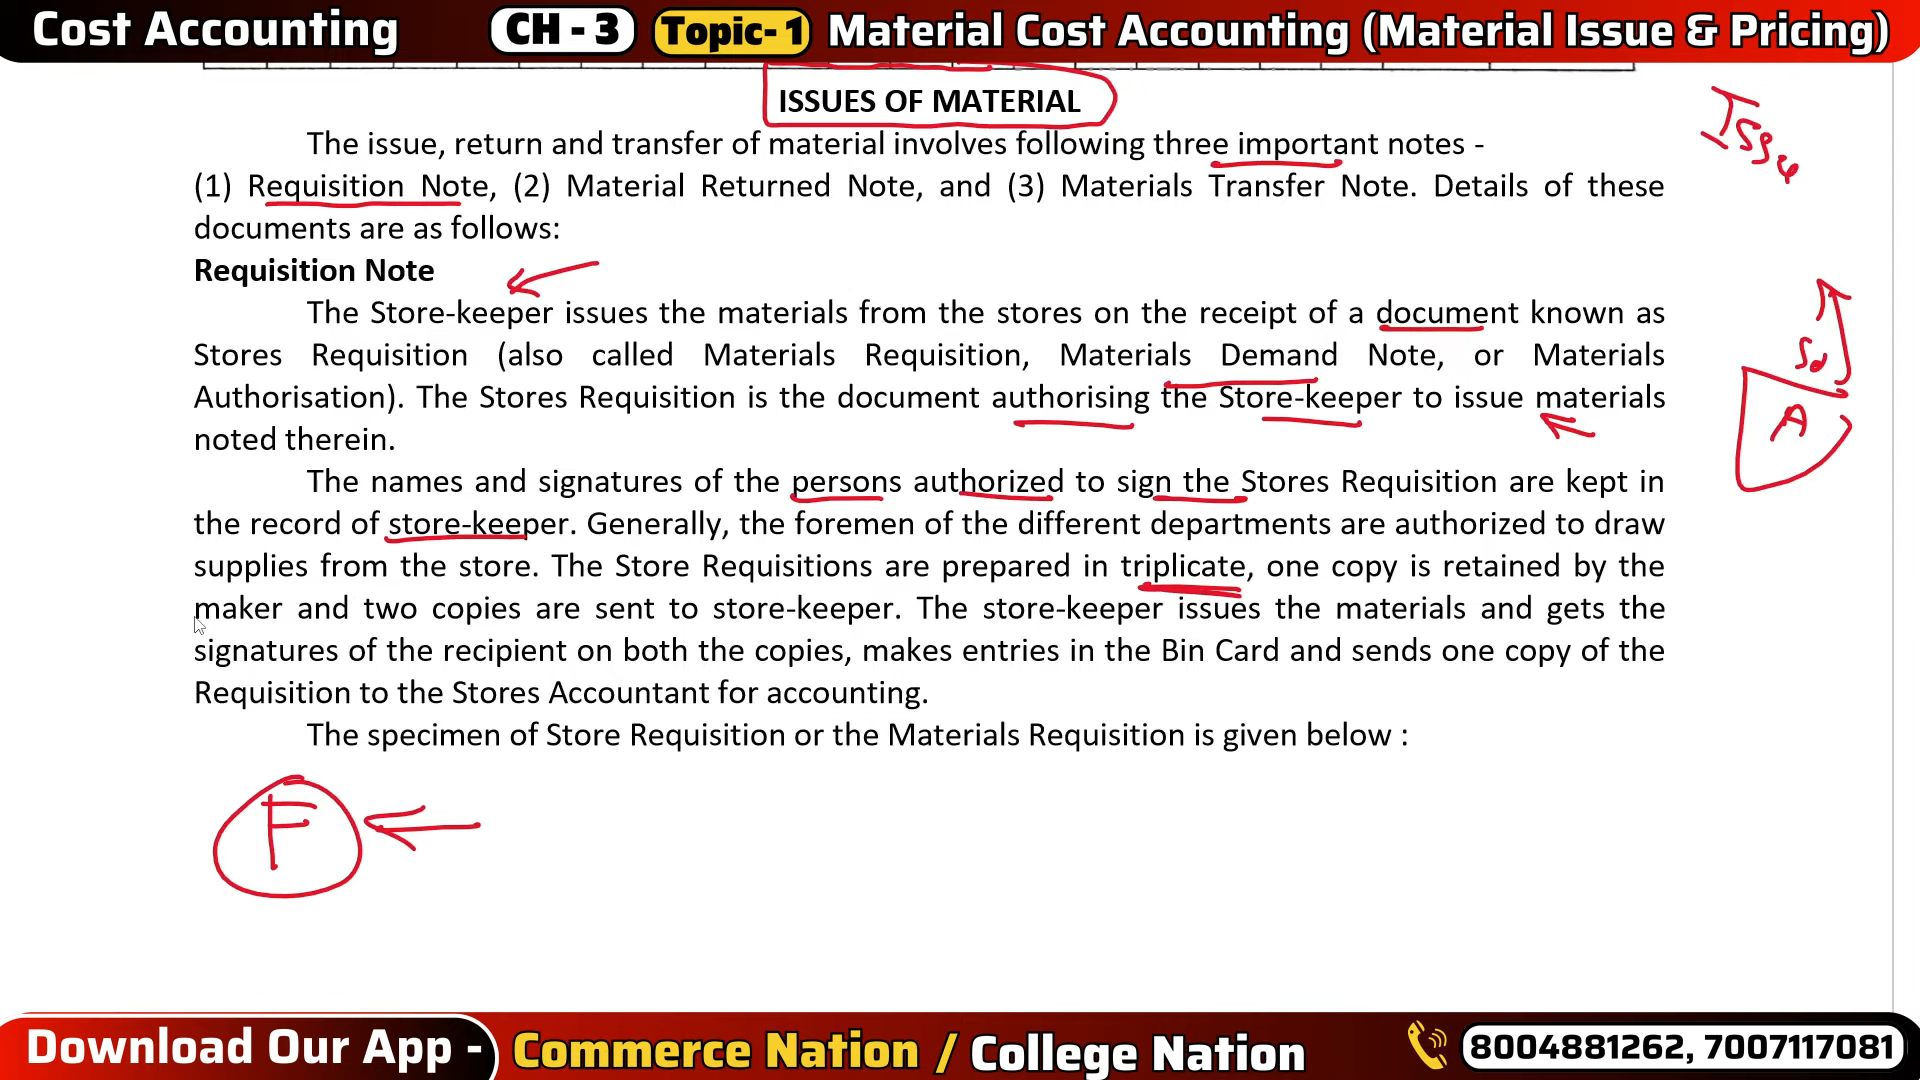 Cost Accounting CH - 3 Topic- 1 Material Cost Accounting (Material Issue & Pricing)
ISSUES OF MATERIAL
The issue, return and transfer of material involves following three important notes -
(1) Requisition Note, (2) Material Returned Note, and (3) Materials Transfer Note. Details of these
documents are as follows:
Requisition Note
The Store-keeper issues the materials from the stores on the receipt of a document known as
Stores Requisition (also called Materials Requisition, Materials Demand Note, or Materials
Authorisation). The Stores Requisition is the document authorising the Store-keeper to issue materials
noted therein.
The names and signatures of the persons authorized to sign the Stores Requisition are kept in
the record of store-keeper. Generally, the foremen of the different departments are authorized to draw
supplies from the store. The Store Requisitions are prepared in triplicate, one copy is retained by the
maker and two copies are sent to store-keeper. The store-keeper issues the materials and gets the
signatures of the recipient on both the copies, makes entries in the Bin Card and sends one copy of the
Requisition to the Stores Accountant for accounting.
The specimen of Store Requisition or the Materials Requisition is given below :
A
F
Download Our App - Commerce Nation / College Nation 8004881262, 7007117081